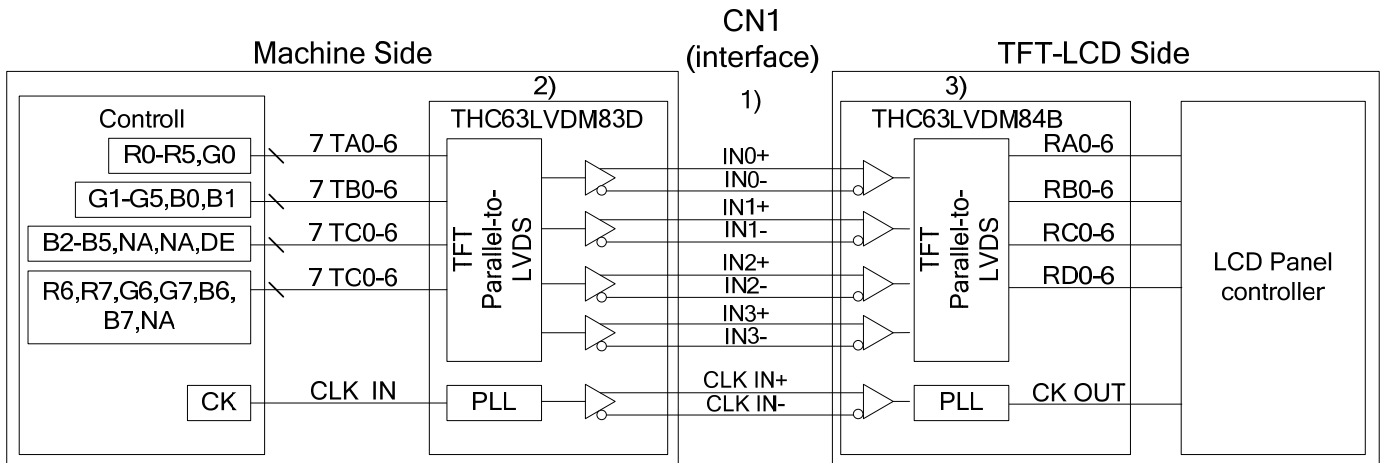 CN1
(interface)
Machine Side
TFT-LCD Side
1)
2)
3)
Controll
THC63LVDM83D
THC63LVDM84B
R0-R5,G0
7 TA0-6
G1-G5,B0,B1
7 TB0-6
B2-B5,NA,NA,DE
7 TC0-6
R6,R7,G6,G7,B6,
B7,NA
7 TC0-6
CK
CLK IN
TFT
Parallel-to-
LVDS
PLL
IN0+
IN0-
IN1+
IN1-
IN2+
IN2-
IN3+
IN3-
CLK IN+
CLK IN-
TFT
Parallel-to-
LVDS
PLL
RA0-6
RB0-6
RC0-6
RD0-6
CK OUT
LCD Panel
controller